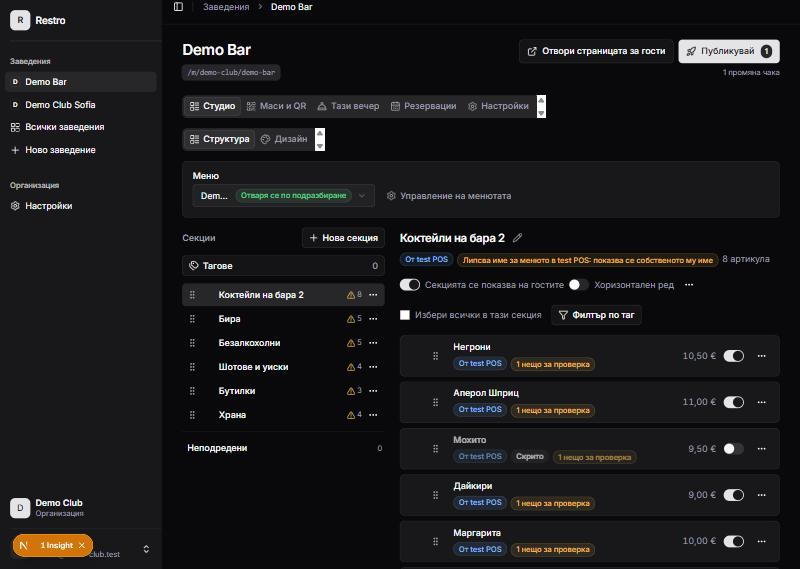 R Restro
Заведения > Demo Bar
Заведения
D Demo Bar
D Demo Club Sofia
Всички заведения
+ Ново заведение
Организация
Настройки
D Demo Club
Организация
N 1 Insight ×
club.test
Demo Bar
/m/demo-club/demo-bar
Отвори страницата за гости
Публикувай 1
1 промяна чака
Студио Маси и QR Тази вечер Резервации Настройки
Структура Дизайн
Меню
Dem... Отваря се по подразбиране
Управление на менютата
Секции + Нова секция
Тагове 0
Коктейли на бара 2 8
Бира 5
Безалкохолни 5
Шотове и уиски 4
Бутилки 3
Храна 4
Неподредени 0
Коктейли на бара 2
От test POS Липсва име за менюто в test POS: показва се собственото му име 8 артикула
Секцията се показва на гостите Хоризонтален ред
Избери всички в тази секция Филтър по таг
Негрони
От test POS 1 нещо за проверка
10,50 €
Аперол Шприц
От test POS 1 нещо за проверка
11,00 €
Мохито
От test POS Скрито 1 нещо за проверка
9,50 €
Дайкири
От test POS 1 нещо за проверка
9,00 €
Маргарита
От test POS 1 нещо за проверка
10,00 €